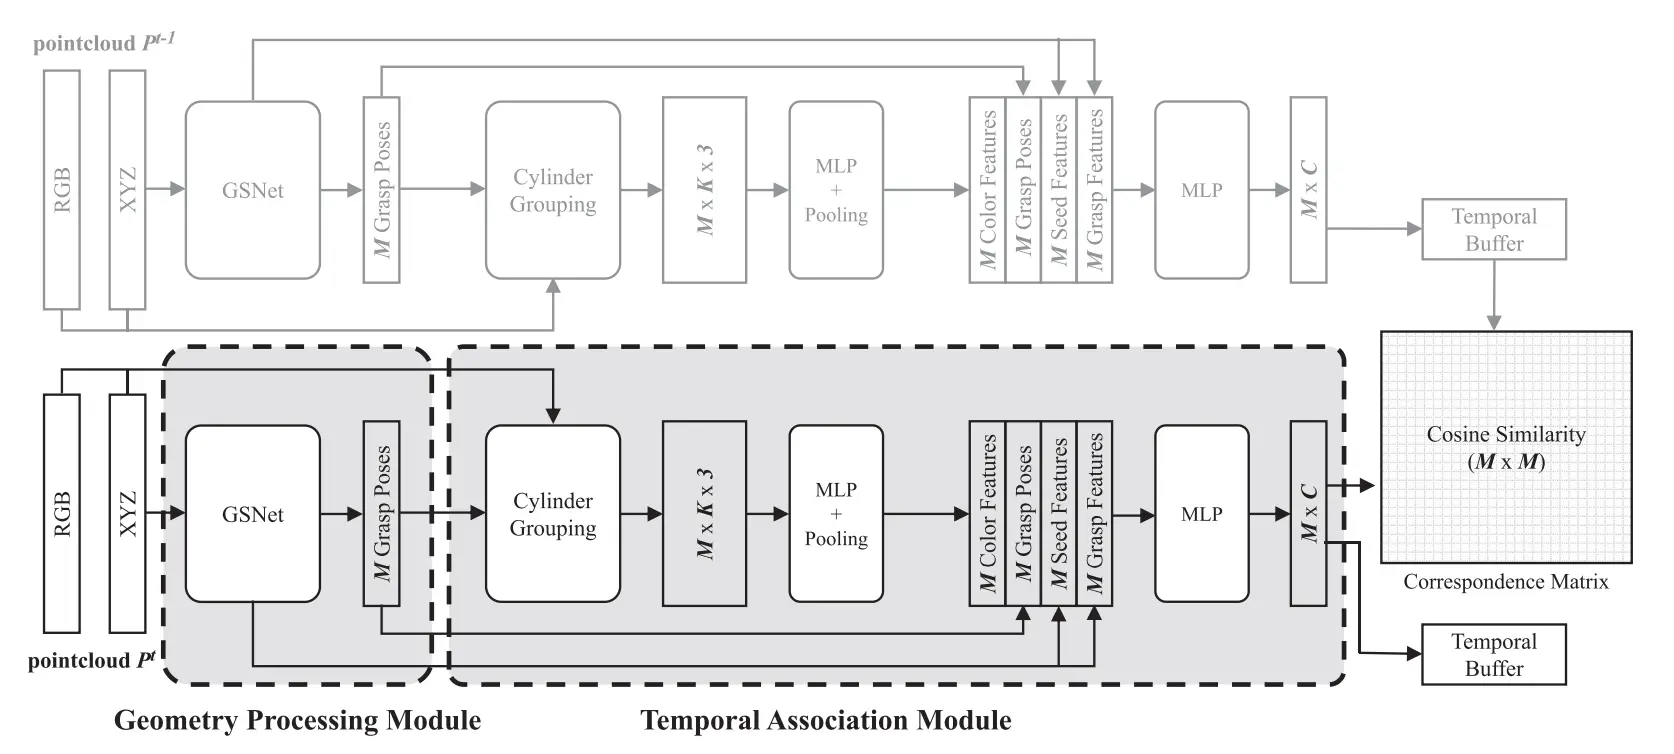 pointcloud P^{t-1}
RGB
XYZ
GSNet
M Grasp Poses
Cylinder
Grouping
M x K x 3
MLP
+
Pooling
M Color Features
M Grasp Poses
M Seed Features
M Grasp Features
MLP
M x C
Temporal
Buffer
RGB
XYZ
GSNet
M Grasp Poses
Cylinder
Grouping
M x K x 3
MLP
+
Pooling
M Color Features
M Grasp Poses
M Seed Features
M Grasp Features
MLP
M x C
Cosine Similarity
(M x M)
Correspondence Matrix
Temporal
Buffer
pointcloud P^t
Geometry Processing Module
Temporal Association Module